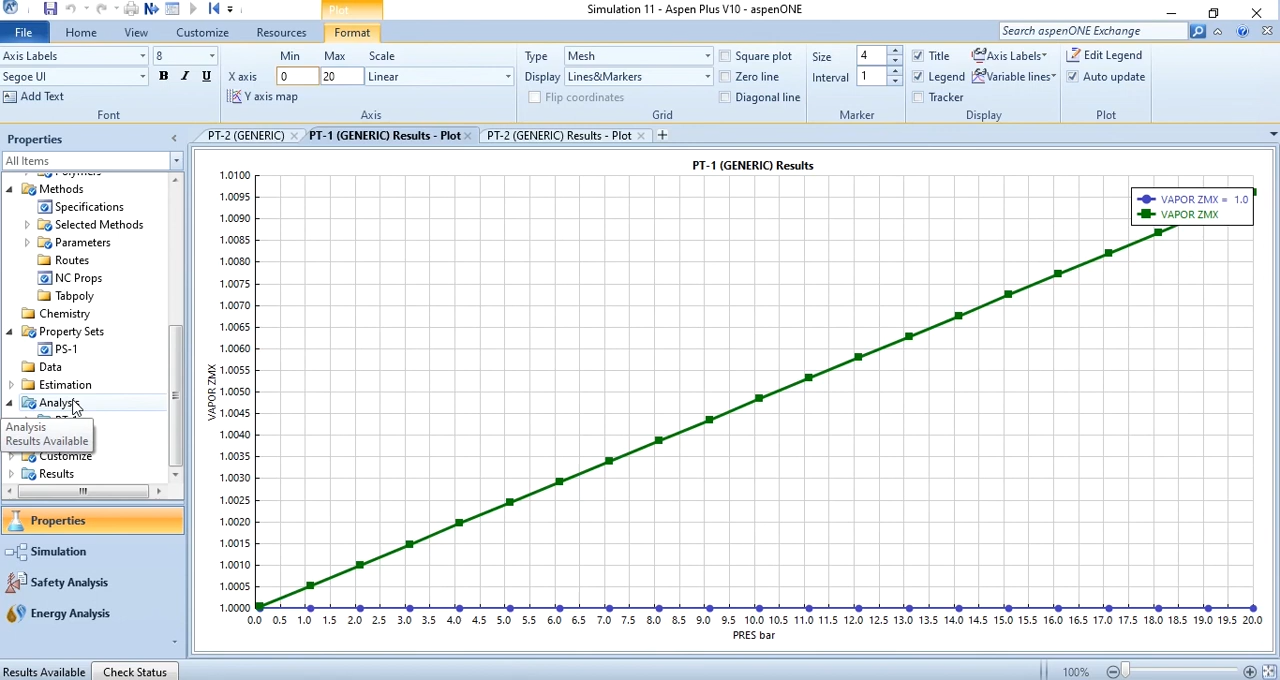 Plot
Simulation 11 - Aspen Plus V10 - aspenONE
File Home View Customize Resources Format
Search aspenONE Exchange
Axis Labels 8
Segoe UI B I U
Add Text
Font
Min Max Scale
X axis 0 20 Linear
Y axis map
Axis
Type Mesh
Display Lines&Markers
Flip coordinates
Square plot
Zero line
Diagonal line
Grid
Size 4
Interval 1
Marker
Title Axis Labels
Legend Variable lines
Tracker
Display
Edit Legend
Auto update
Plot
Properties
All Items
Polymers
Methods
Specifications
Selected Methods
Parameters
Routes
NC Props
Tabpoly
Chemistry
Property Sets
PS-1
Data
Estimation
Analysis
Analysis
Results Available
Customize
Results
Properties
Simulation
Safety Analysis
Energy Analysis
PT-2 (GENERIC) PT-1 (GENERIC) Results - Plot PT-2 (GENERIC) Results - Plot
PT-1 (GENERIC) Results
VAPOR ZMX = 1.0
VAPOR ZMX
1.0100
1.0095
1.0090
1.0085
1.0080
1.0075
1.0070
1.0065
1.0060
1.0055
1.0050
1.0045
1.0040
1.0035
1.0030
1.0025
1.0020
1.0015
1.0010
1.0005
1.0000
VAPOR ZMX
0.0 0.5 1.0 1.5 2.0 2.5 3.0 3.5 4.0 4.5 5.0 5.5 6.0 6.5 7.0 7.5 8.0 8.5 9.0 9.5 10.0 10.5 11.0 11.5 12.0 12.5 13.0 13.5 14.0 14.5 15.0 15.5 16.0 16.5 17.0 17.5 18.0 18.5 19.0 19.5 20.0
PRES bar
Results Available Check Status 100%